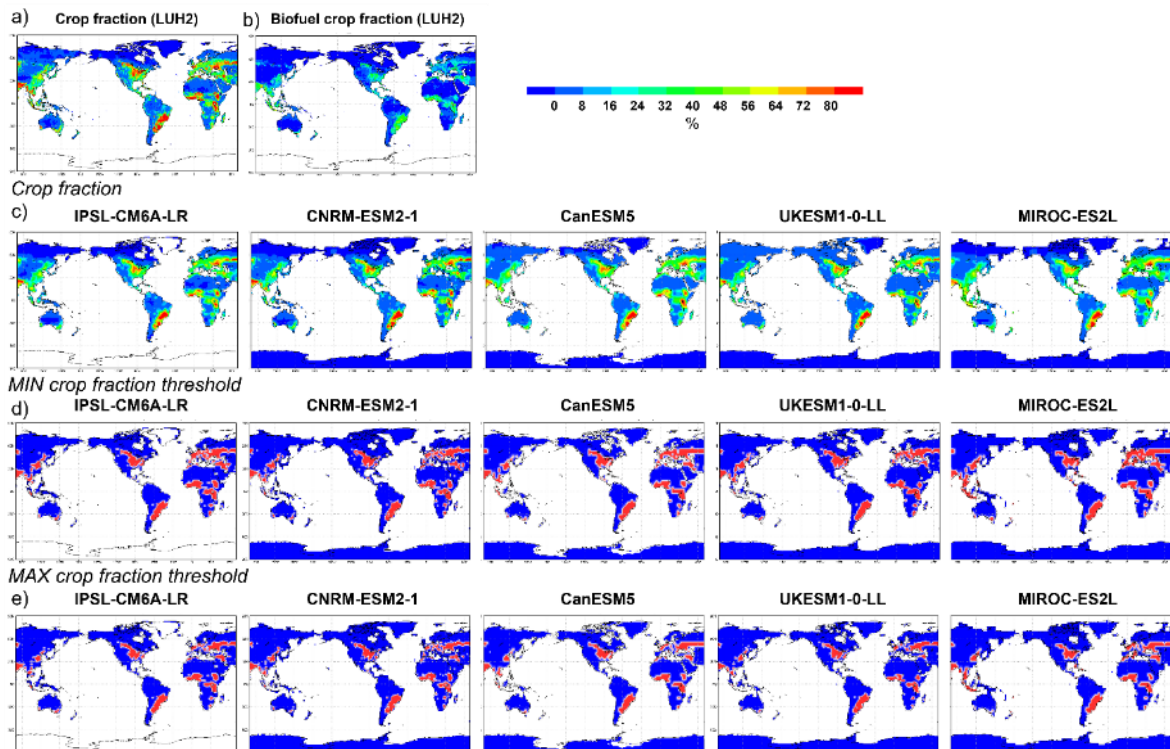 a) Crop fraction (LUH2) b) Biofuel crop fraction (LUH2)
0 8 16 24 32 40 48 56 64 72 80
%
Crop fraction
c) IPSL-CM6A-LR CNRM-ESM2-1 CanESM5 UKESM1-0-LL MIROC-ES2L
MIN crop fraction threshold
d) IPSL-CM6A-LR CNRM-ESM2-1 CanESM5 UKESM1-0-LL MIROC-ES2L
MAX crop fraction threshold
e) IPSL-CM6A-LR CNRM-ESM2-1 CanESM5 UKESM1-0-LL MIROC-ES2L